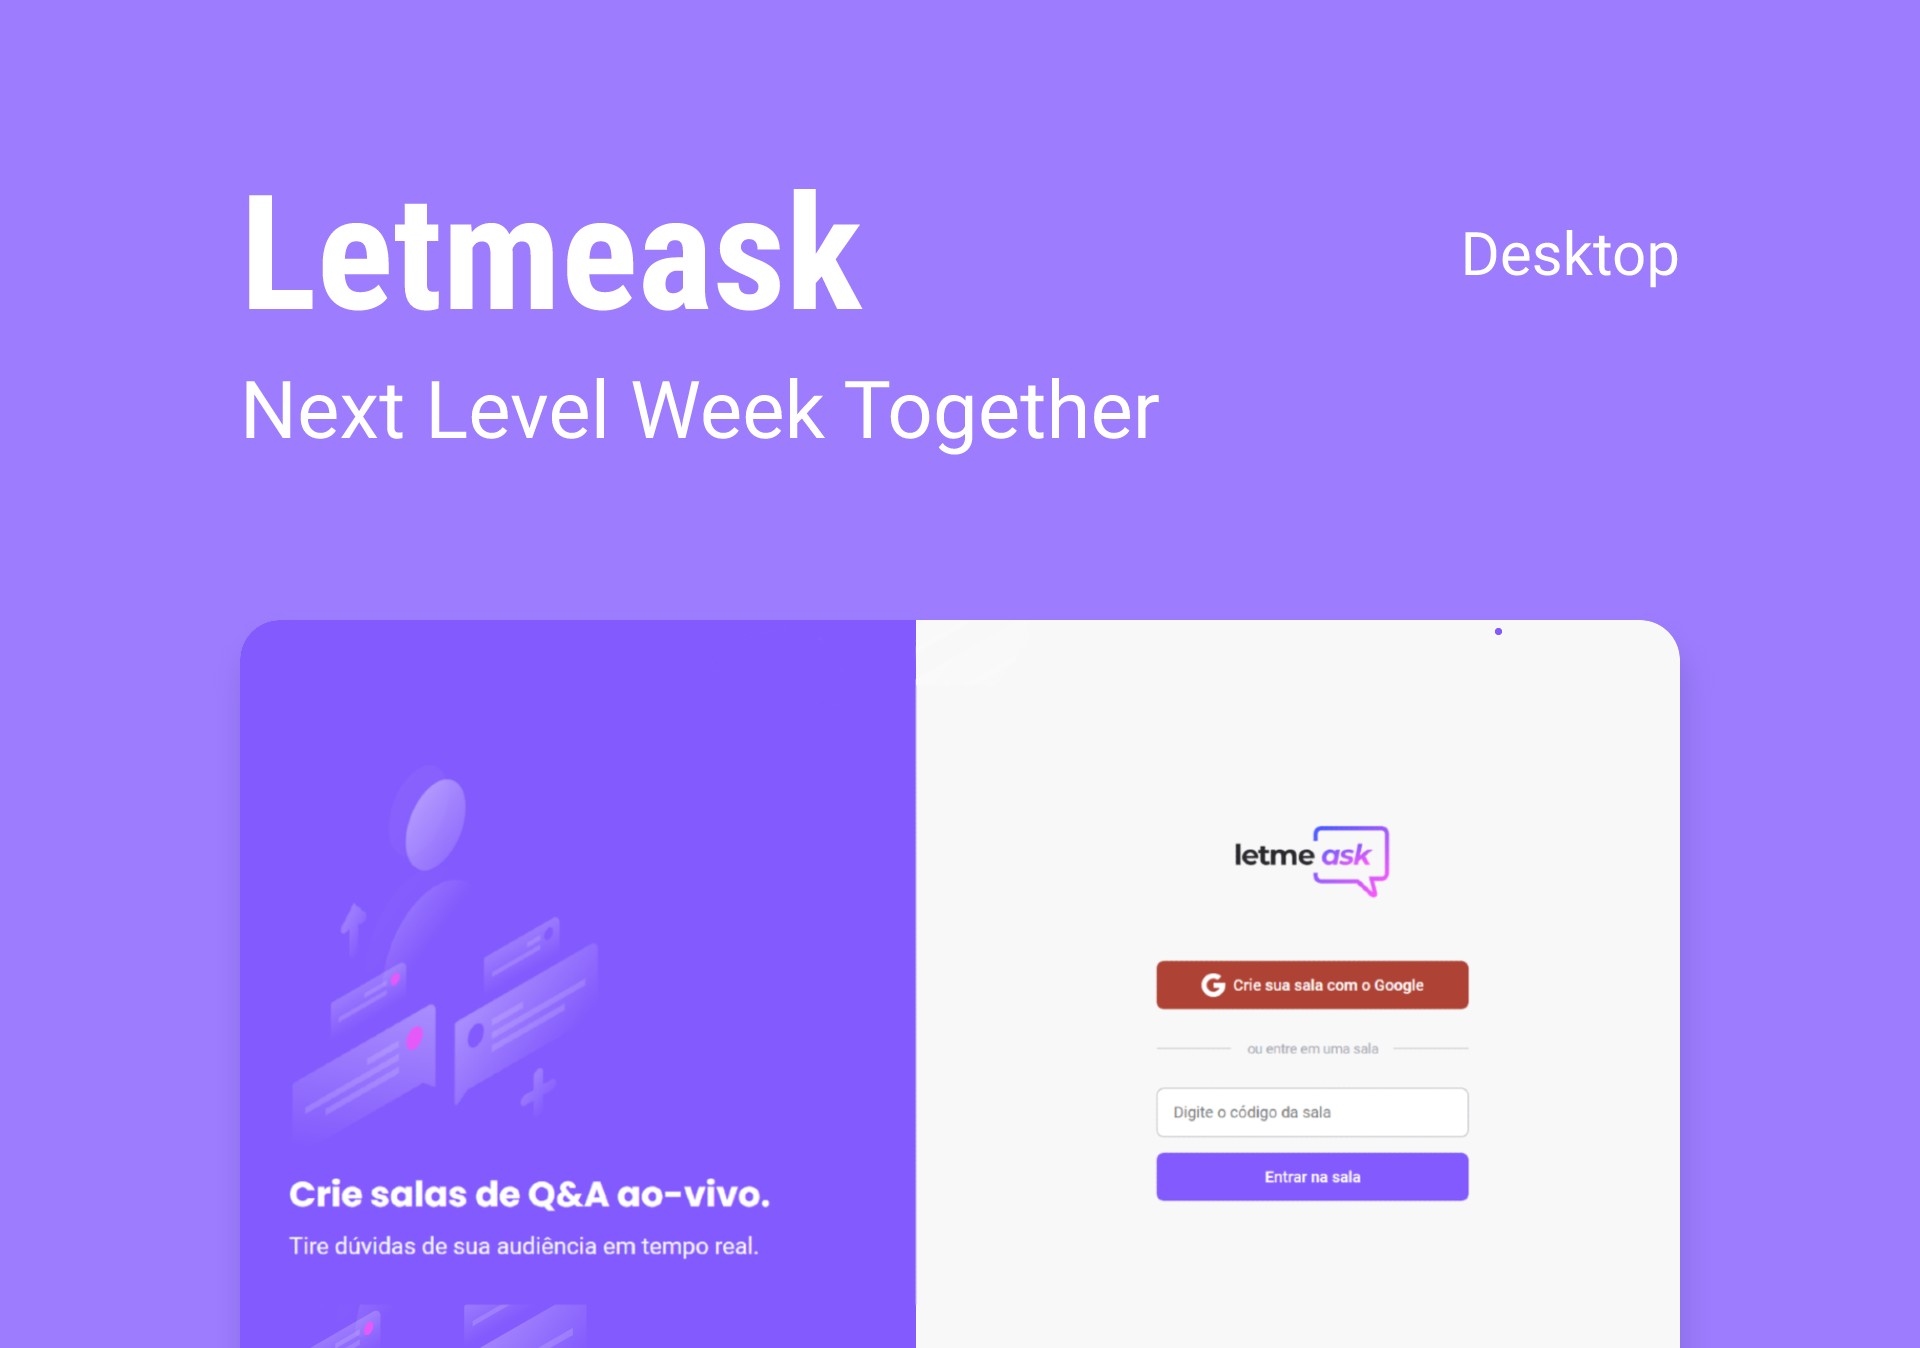 Letmeask
Desktop
Next Level Week Together
letme ask
Crie sua sala com o Google
ou entre em uma sala
Digite o código da sala
Entrar na sala
Crie salas de Q&A ao-vivo.
Tire dúvidas de sua audiência em tempo real.